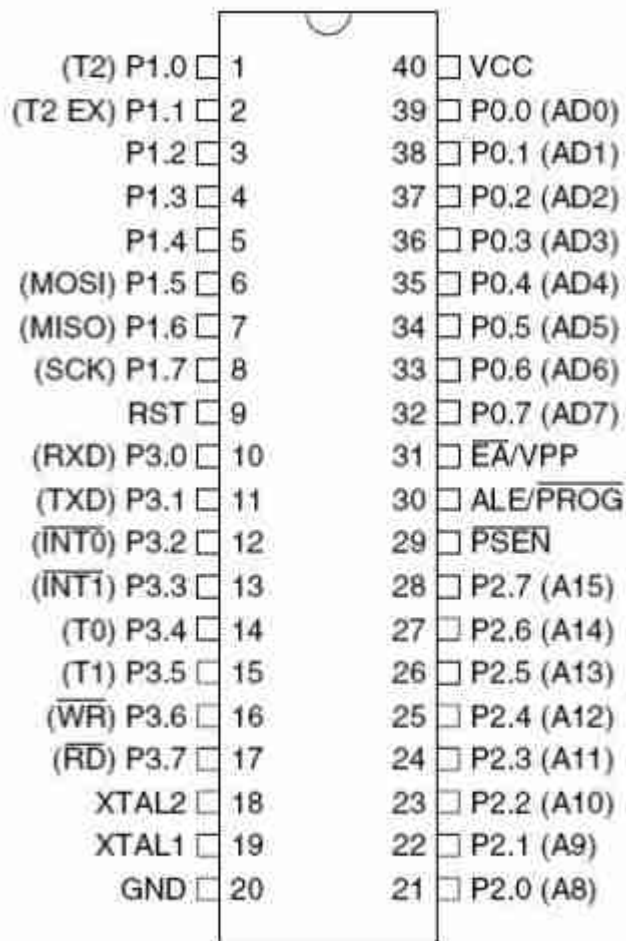 (T2) P1.0 1 40 VCC
(T2 EX) P1.1 2 39 P0.0 (AD0)
P1.2 3 38 P0.1 (AD1)
P1.3 4 37 P0.2 (AD2)
P1.4 5 36 P0.3 (AD3)
(MOSI) P1.5 6 35 P0.4 (AD4)
(MISO) P1.6 7 34 P0.5 (AD5)
(SCK) P1.7 8 33 P0.6 (AD6)
RST 9 32 P0.7 (AD7)
(RXD) P3.0 10 31 E̅A̅/VPP
(TXD) P3.1 11 30 ALE/P̅R̅O̅G̅
(I̅N̅T̅0̅) P3.2 12 29 P̅S̅E̅N̅
(I̅N̅T̅1̅) P3.3 13 28 P2.7 (A15)
(T0) P3.4 14 27 P2.6 (A14)
(T1) P3.5 15 26 P2.5 (A13)
(W̅R̅) P3.6 16 25 P2.4 (A12)
(R̅D̅) P3.7 17 24 P2.3 (A11)
XTAL2 18 23 P2.2 (A10)
XTAL1 19 22 P2.1 (A9)
GND 20 21 P2.0 (A8)